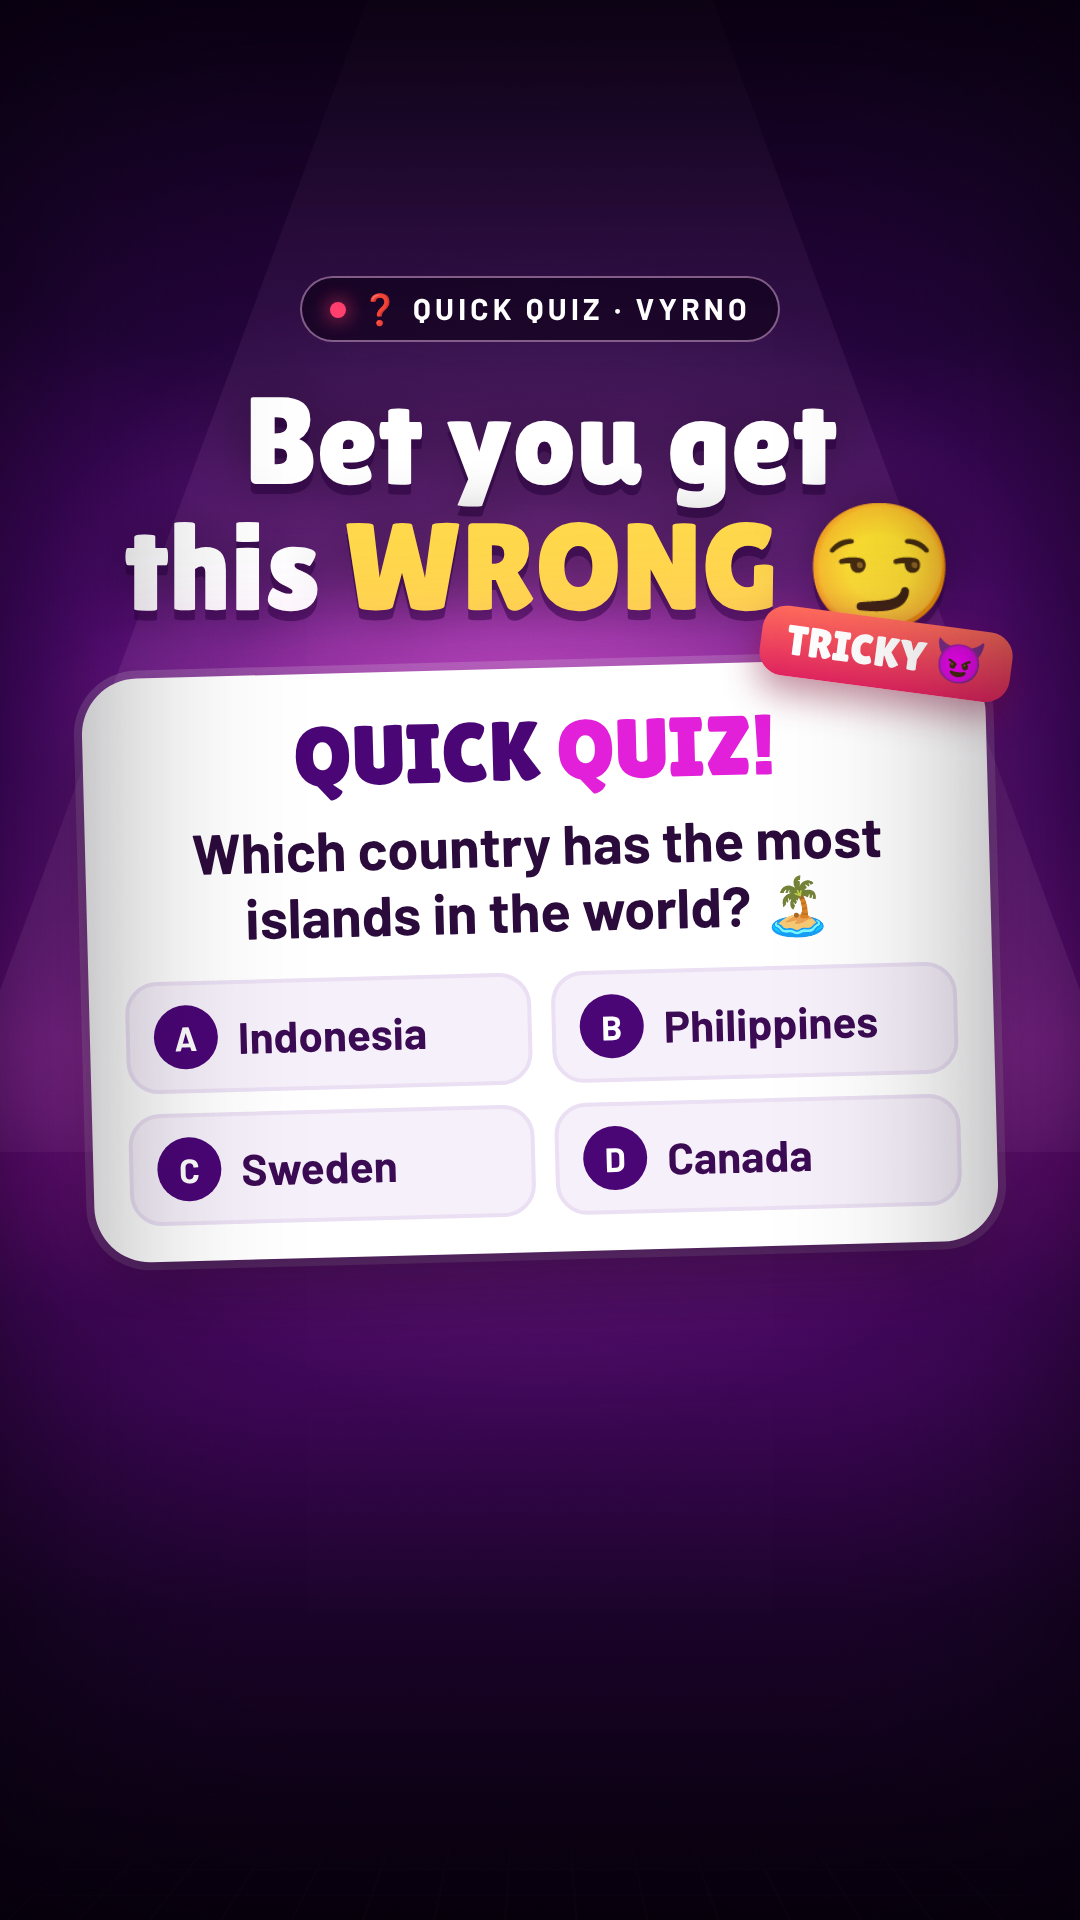 ❓ QUICK QUIZ · VYRNO
Bet you get
this WRONG 😏
TRICKY 😈
QUICK QUIZ!
Which country has the most
islands in the world? 🏝️
A Indonesia
B Philippines
C Sweden
D Canada